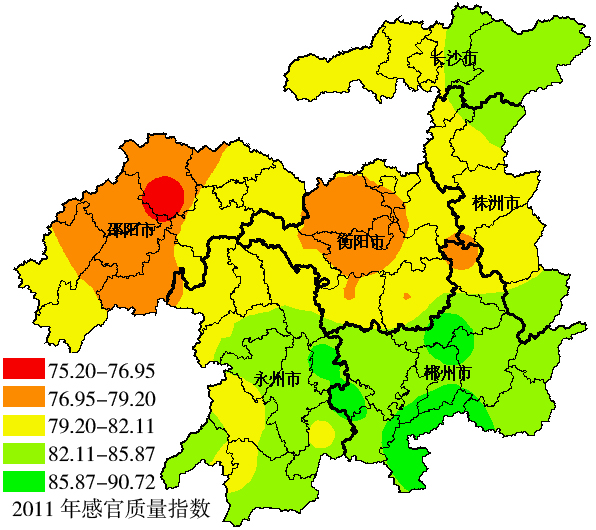 长沙市
株洲市
邵阳市
衡阳市
永州市
郴州市
75.20-76.95
76.95-79.20
79.20-82.11
82.11-85.87
85.87-90.72
2011 年感官质量指数